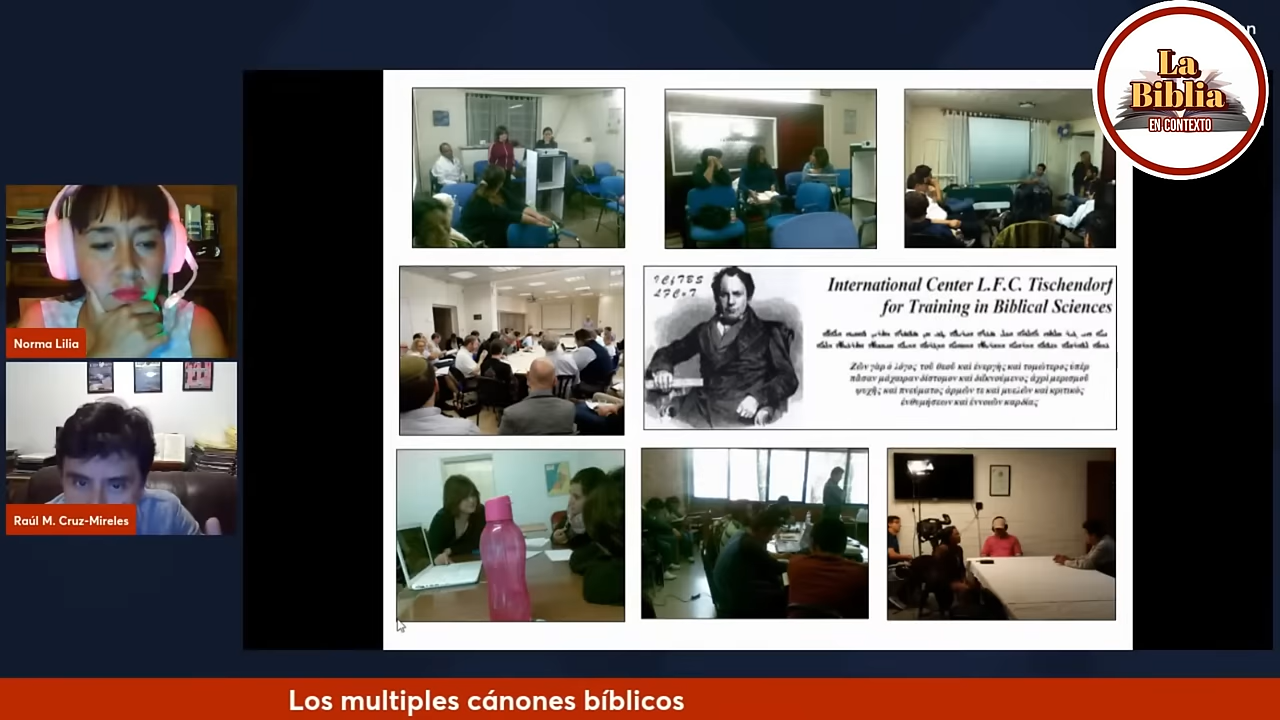 La
Biblia
EN CONTEXTO
Norma Lilia
Raúl M. Cruz-Mireles
International Center L.F.C. Tischendorf
for Training in Biblical Sciences
Ζῶν γὰρ ὁ λόγος τοῦ θεοῦ καὶ ἐνεργὴς καὶ τομώτερος ὑπὲρ
πᾶσαν μάχαιραν δίστομον καὶ διϊκνούμενος ἄχρι μερισμοῦ
ψυχῆς καὶ πνεύματος ἁρμῶν τε καὶ μυελῶν καὶ κριτικὸς
ἐνθυμήσεων καὶ ἐννοιῶν καρδίας
Los multiples cánones bíblicos